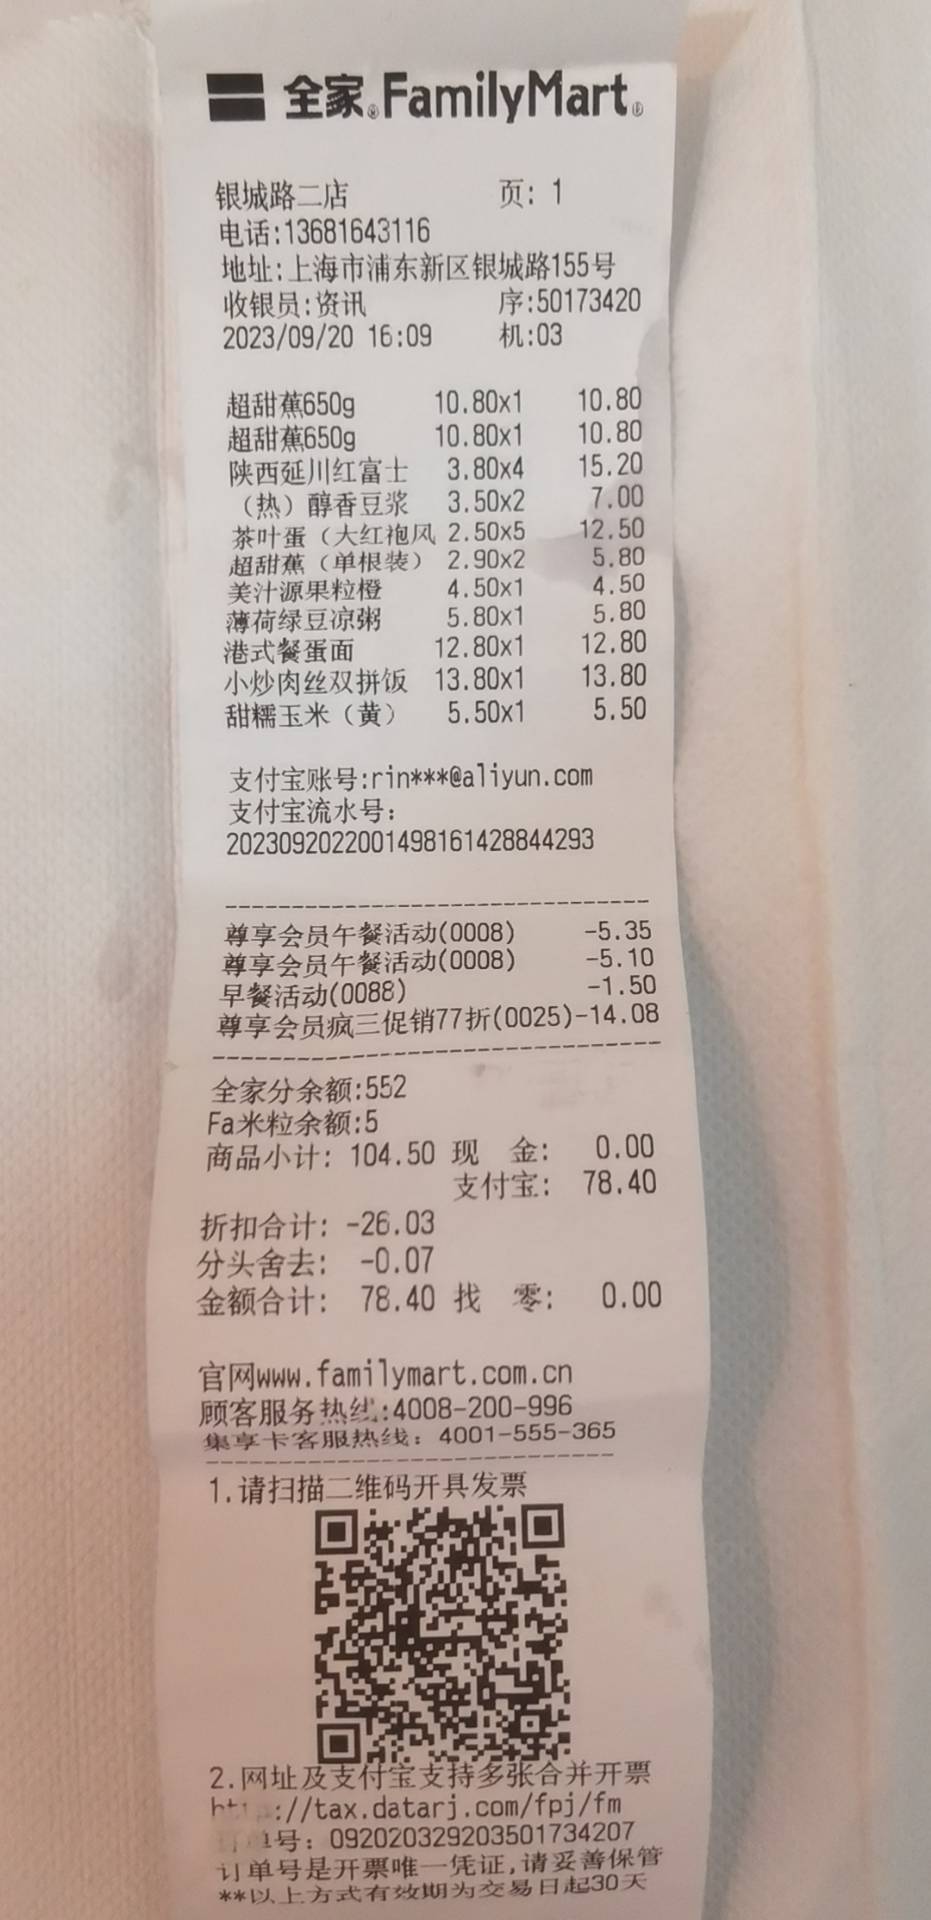 全家®FamilyMart®
银城路二店 页: 1
电话:13681643116
地址:上海市浦东新区银城路155号
收银员:资讯 序:50173420
2023/09/20 16:09 机:03
超甜蕉650g 10.80x1 10.80
超甜蕉650g 10.80x1 10.80
陕西延川红富士 3.80x4 15.20
（热）醇香豆浆 3.50x2 7.00
茶叶蛋（大红袍风 2.50x5 12.50
超甜蕉（单根装） 2.90x2 5.80
美汁源果粒橙 4.50x1 4.50
薄荷绿豆凉粥 5.80x1 5.80
港式餐蛋面 12.80x1 12.80
小炒肉丝双拼饭 13.80x1 13.80
甜糯玉米（黄） 5.50x1 5.50
支付宝账号:rin***@aliyun.com
支付宝流水号:
2023092022001498161428844293
尊享会员午餐活动(0008) -5.35
尊享会员午餐活动(0008) -5.10
早餐活动(0088) -1.50
尊享会员疯三促销77折(0025)-14.08
全家分余额:552
Fa米粒余额:5
商品小计: 104.50 现 金: 0.00
支付宝: 78.40
折扣合计: -26.03
分头舍去: -0.07
金额合计: 78.40 找 零: 0.00
官网www.familymart.com.cn
顾客服务热线:4008-200-996
集享卡客服热线: 4001-555-365
1.请扫描二维码开具发票
2.网址及支付宝支持多张合并开票
://tax.datarj.com/fpj/fm
单号: 092020329203501734207
订单号是开票唯一凭证,请妥善保管
**以上方式有效期为交易日起30天